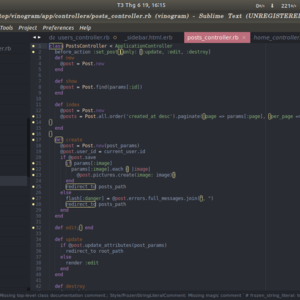 T3 Thg 6 19, 16:15
top/vinagram/app/controllers/posts_controller.rb (vinagram) - Sublime Text (UNREGISTERED
Tools Project Preferences Help
users_controller.rb
_sidebar.html.erb
posts_controller.rb
home_controller
class PostsController < ApplicationController
before_action :set_post, only: [:update, :edit, :destroy]
def new
@post = Post.new
end
def show
@post = Post.find(params[:id])
end
def index
@post = Post.new
@posts = Post.all.order('created_at desc').paginate(page => params[:page], :per_page =>
end
def create
@post = Post.new(post_params)
@post.user_id = current_user.id
if @post.save
if params[:image]
params[:image].each { |image|
@post.pictures.create(image: image)
end
redirect_to posts_path
else
flash[:danger] = @post.errors.full_messages.join(", ")
redirect_to posts_path
end
end
def edit; end
def update
if @post.update_attributes(post_params)
redirect_to root_path
else
render :edit
end
end
def destroy